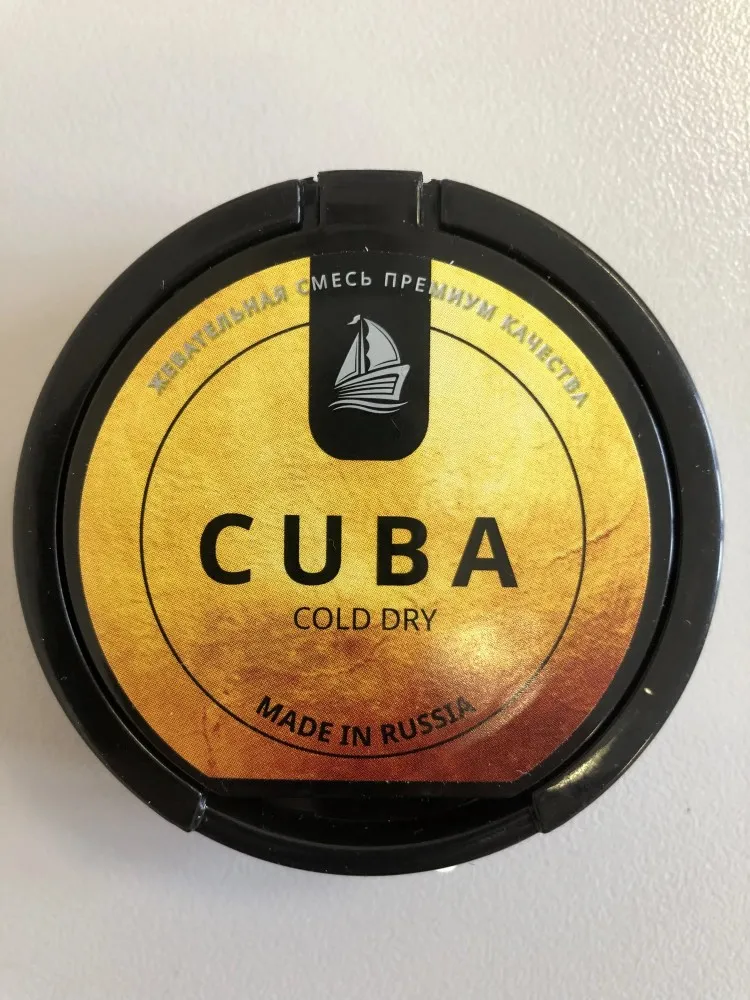 ЖЕВАТЕЛЬНАЯ СМЕСЬ ПРЕМИУМ КАЧЕСТВА
CUBA
COLD DRY
MADE IN RUSSIA